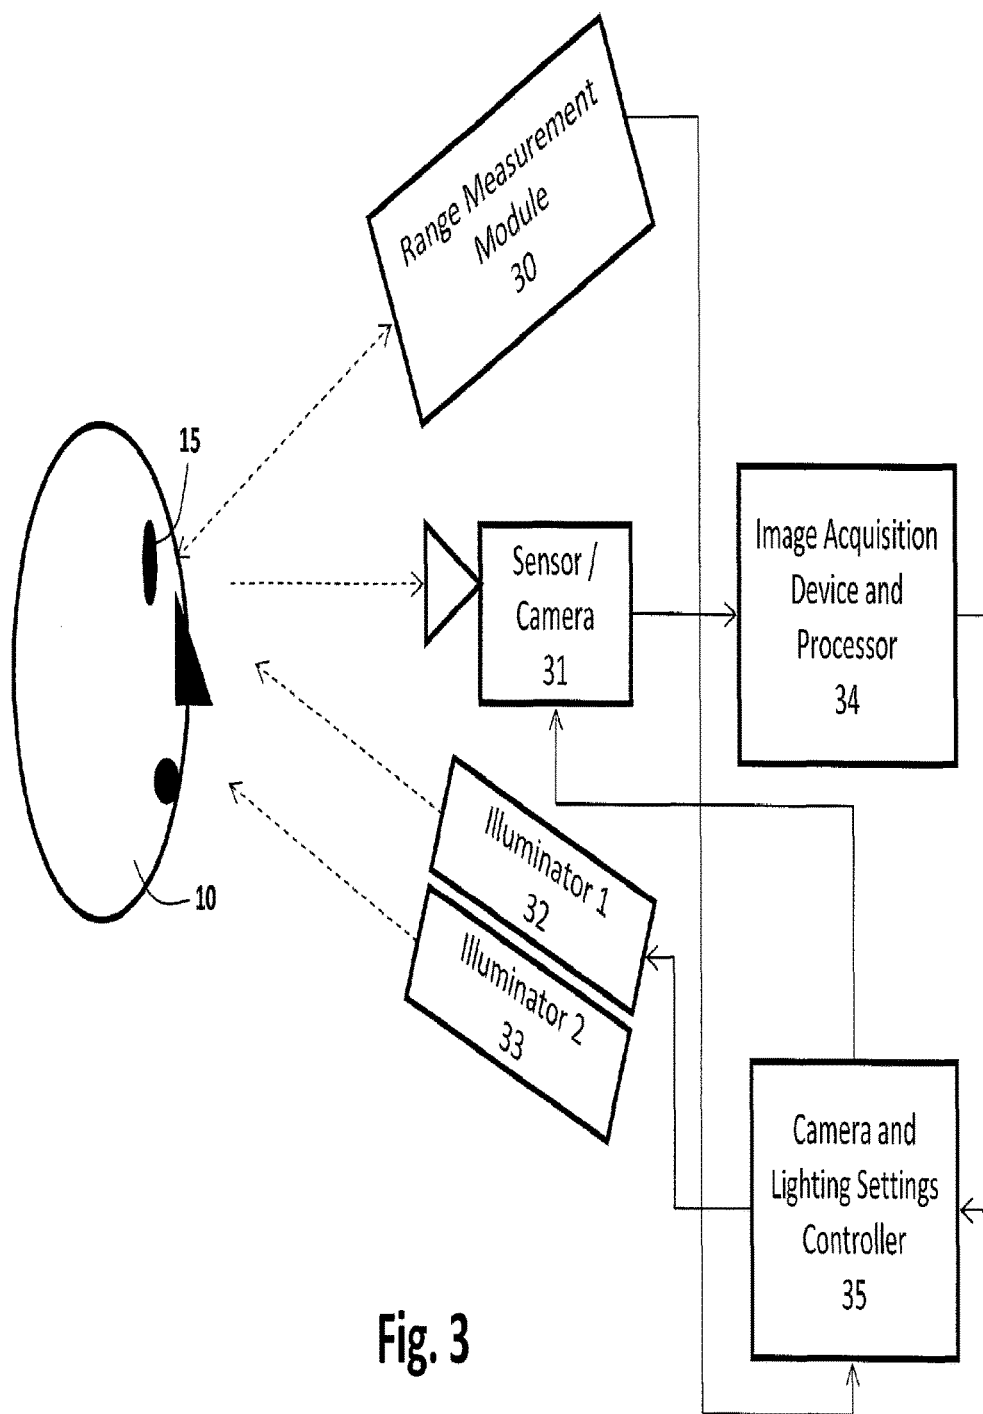 Range Measurement
Module
30
15
Sensor /
Camera
31
Image Acquisition
Device and
Processor
34
Illuminator 1
32
Illuminator 2
33
10
Camera and
Lighting Settings
Controller
35
Fig. 3